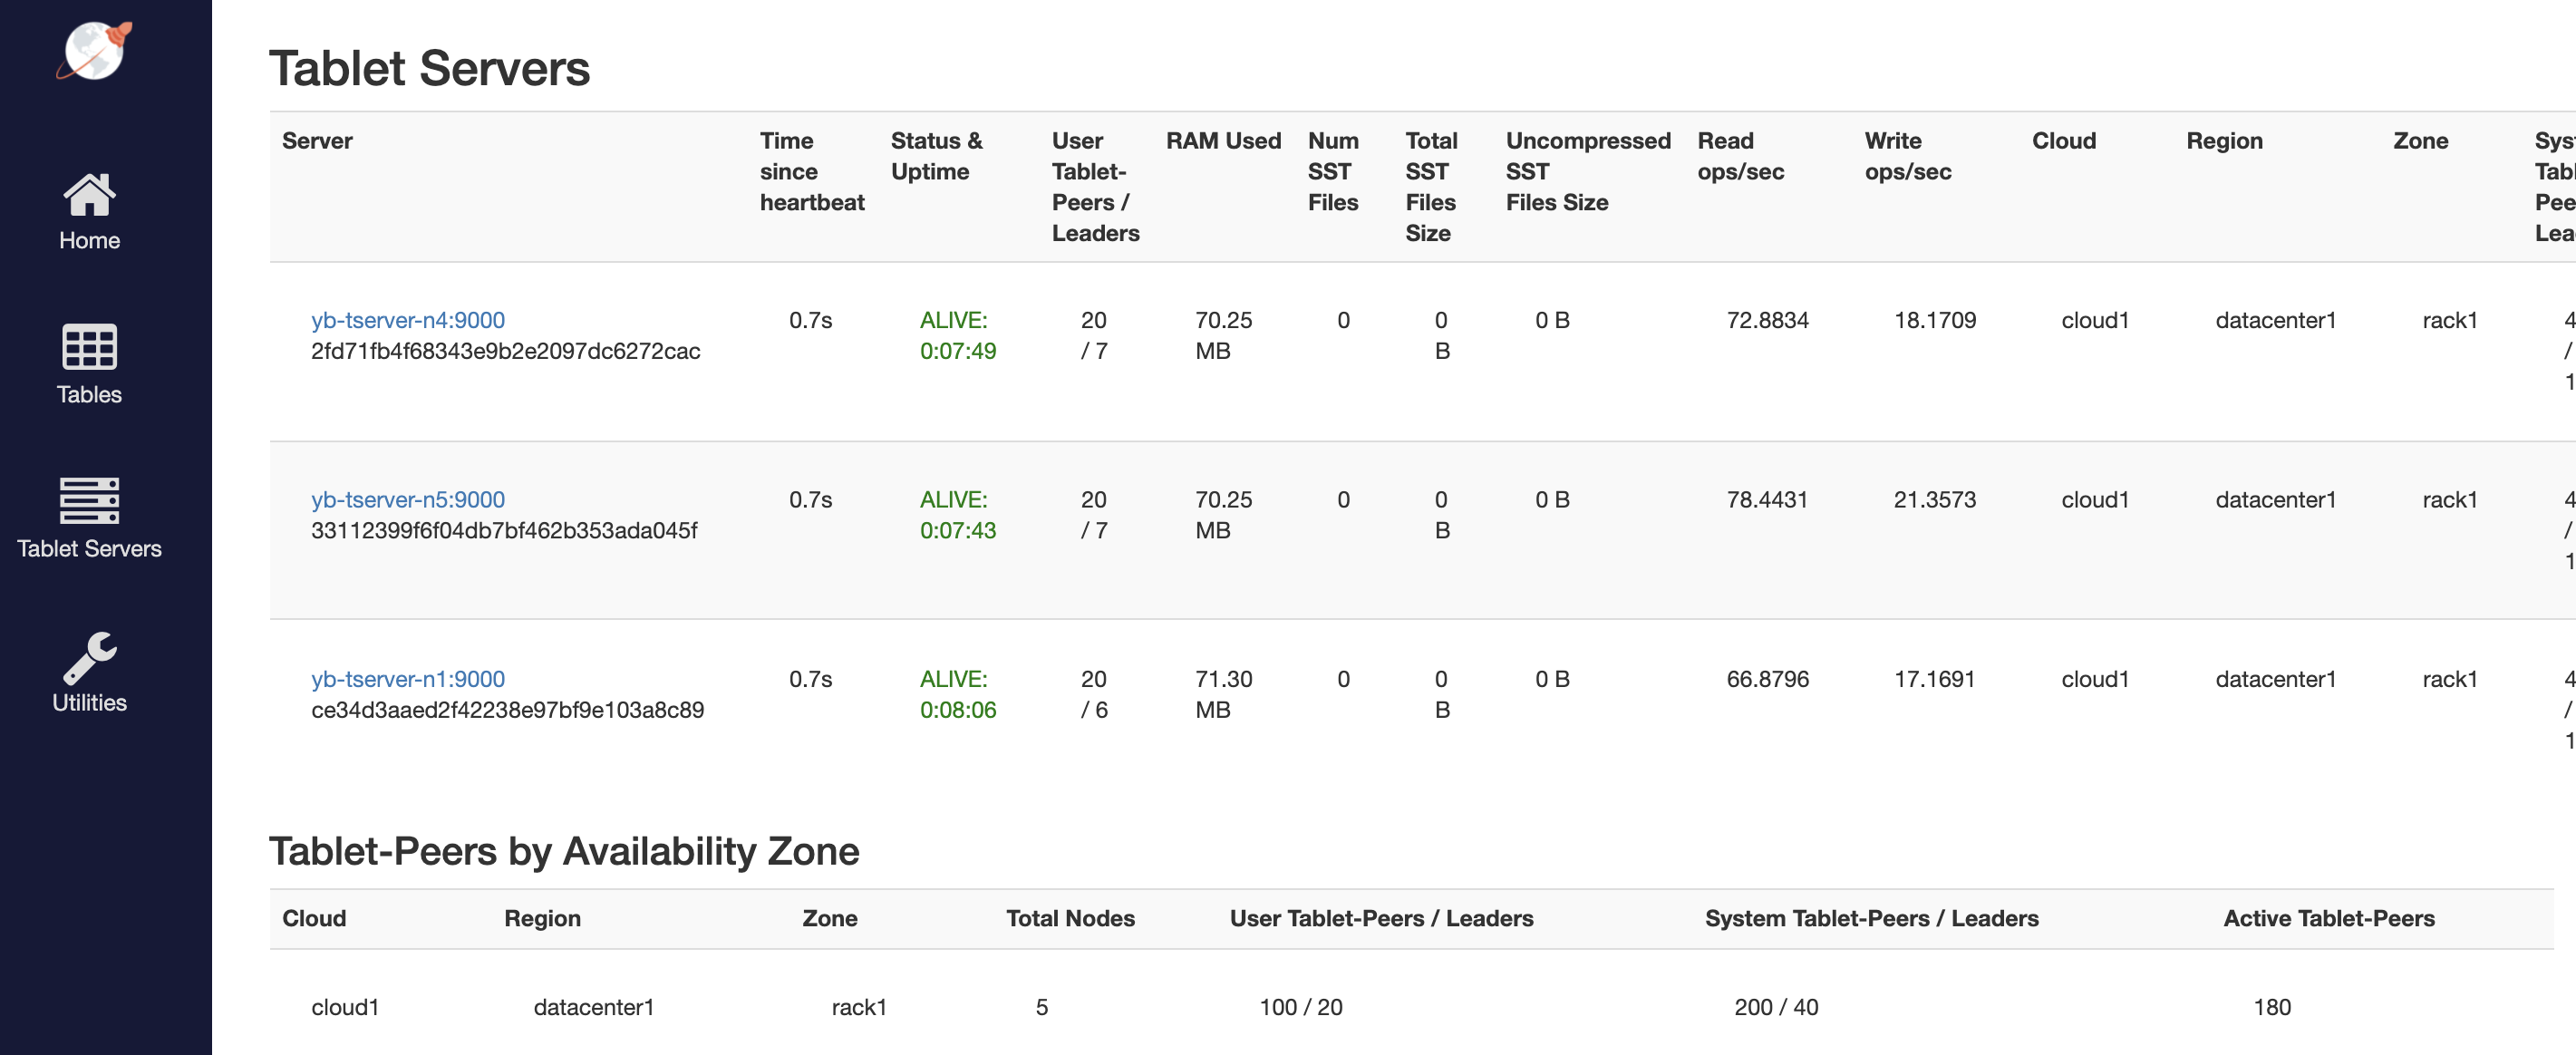 Home
Tables
Tablet Servers
Utilities
Tablet Servers
Server
Time
since
heartbeat
Status &
Uptime
User
Tablet-
Peers /
Leaders
RAM Used
Num
SST
Files
Total
SST
Files
Size
Uncompressed
SST
Files Size
Read
ops/sec
Write
ops/sec
Cloud
Region
Zone
yb-tserver-n4:9000
2fd71fb4f68343e9b2e2097dc6272cac
0.7s
ALIVE:
0:07:49
20
/ 7
70.25
MB
0
0
B
0 B
72.8834
18.1709
cloud1
datacenter1
rack1
4
/
1
yb-tserver-n5:9000
33112399f6f04db7bf462b353ada045f
0.7s
ALIVE:
0:07:43
20
/ 7
70.25
MB
0
0
B
0 B
78.4431
21.3573
cloud1
datacenter1
rack1
4
/
1
yb-tserver-n1:9000
ce34d3aaed2f42238e97bf9e103a8c89
0.7s
ALIVE:
0:08:06
20
/ 6
71.30
MB
0
0
B
0 B
66.8796
17.1691
cloud1
datacenter1
rack1
4
/
1
Tablet-Peers by Availability Zone
Cloud Region Zone Total Nodes User Tablet-Peers / Leaders System Tablet-Peers / Leaders Active Tablet-Peers
cloud1 datacenter1 rack1 5 100 / 20 200 / 40 180